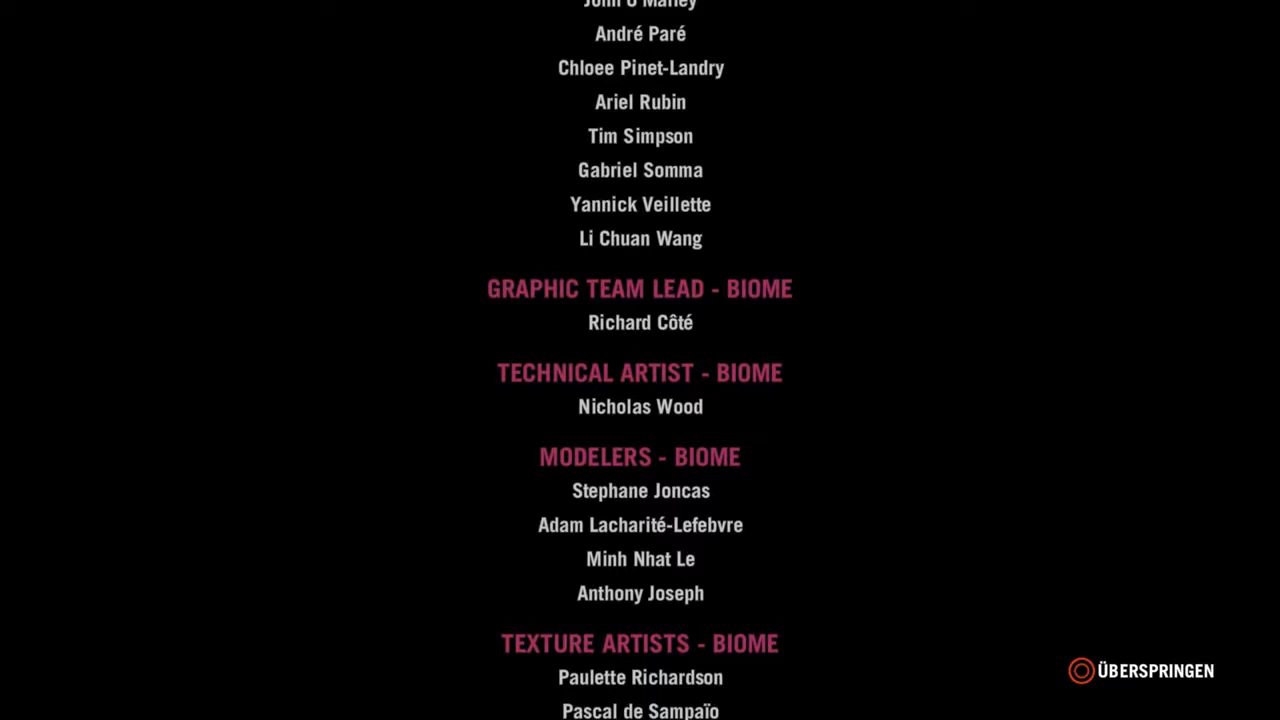 John O'Malley
André Paré
Chloee Pinet-Landry
Ariel Rubin
Tim Simpson
Gabriel Somma
Yannick Veillette
Li Chuan Wang
GRAPHIC TEAM LEAD - BIOME
Richard Côté
TECHNICAL ARTIST - BIOME
Nicholas Wood
MODELERS - BIOME
Stephane Joncas
Adam Lacharité-Lefebvre
Minh Nhat Le
Anthony Joseph
TEXTURE ARTISTS - BIOME
Paulette Richardson
Pascal de Sampaïo
ÜBERSPRINGEN